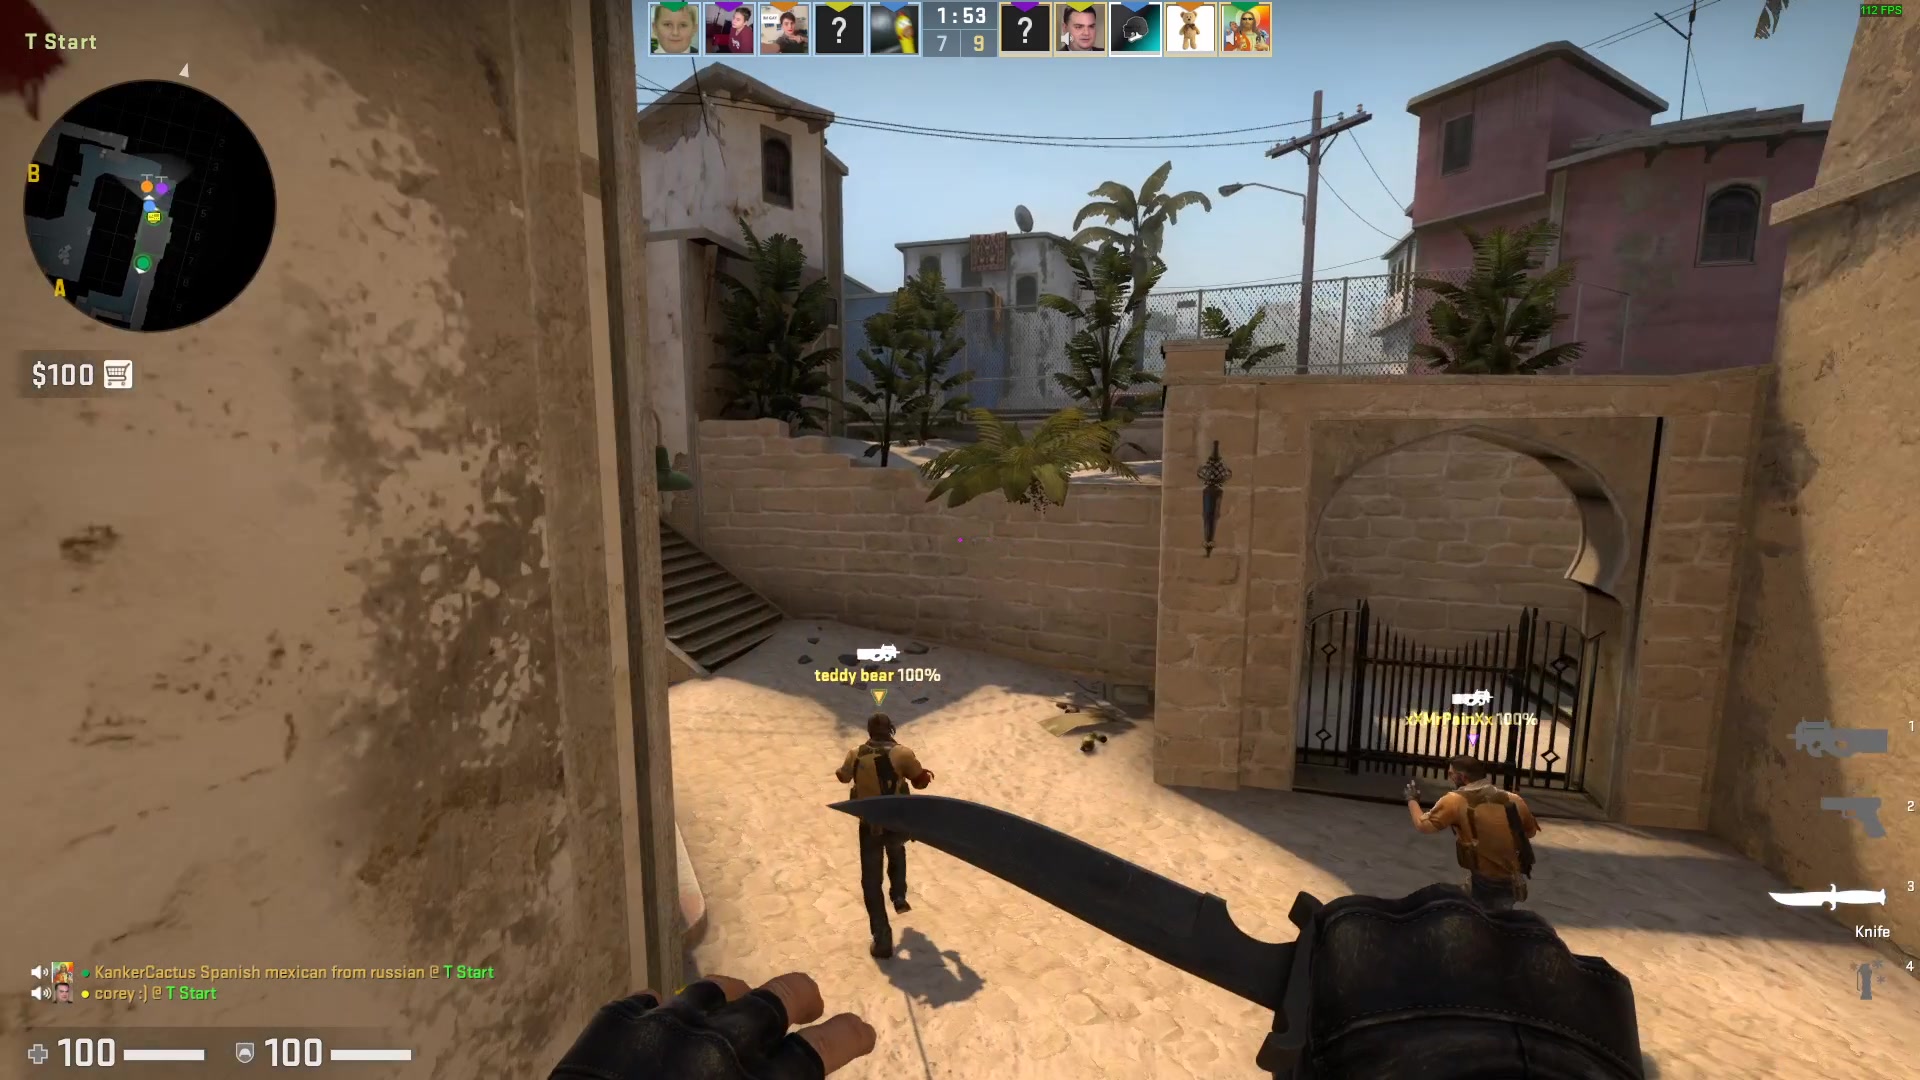 112 FPS
1:53
7 9
? ?
T Start
B
A
$100
teddy bear 100%
xXMrPainXx 100%
1
2
3
Knife
4
KankerCactus Spanish mexican from russian @ T Start
corey :] @ T Start
100 100